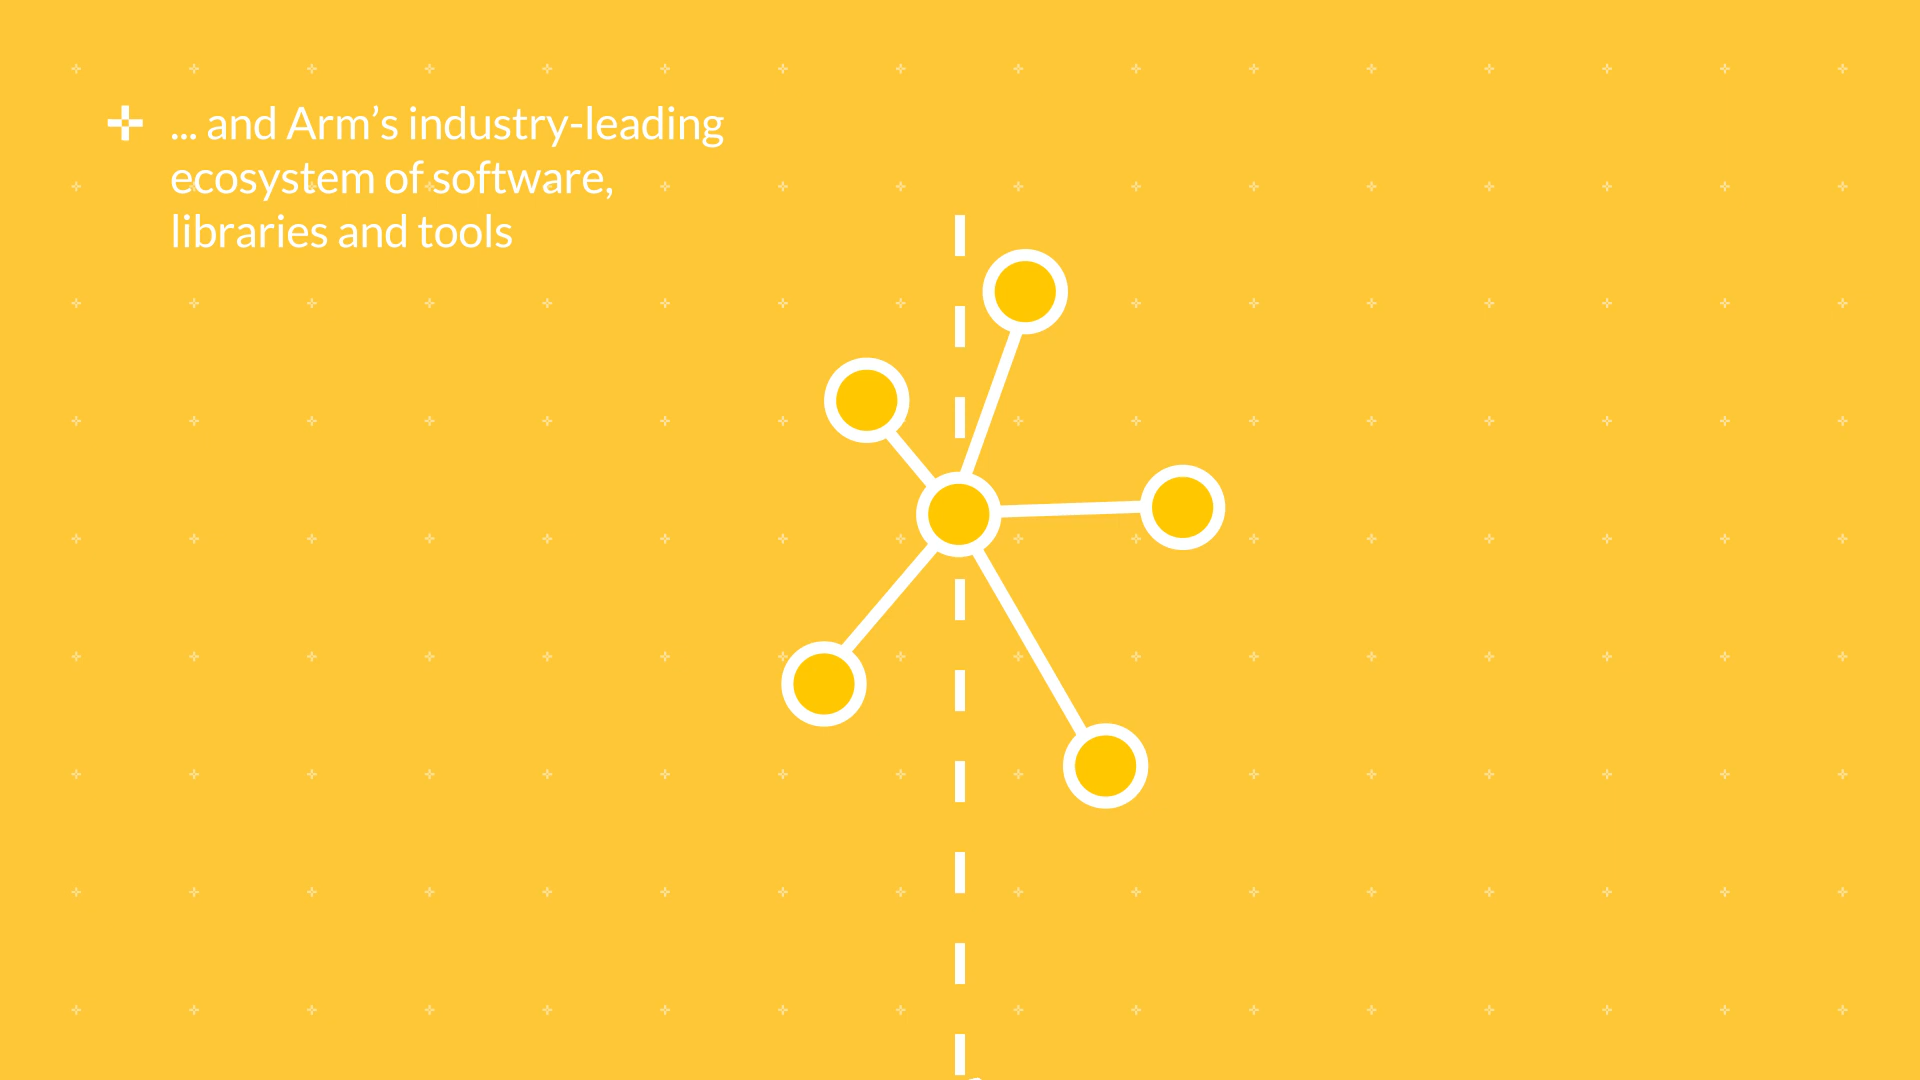 ... and Arm’s industry-leading
ecosystem of software,
libraries and tools